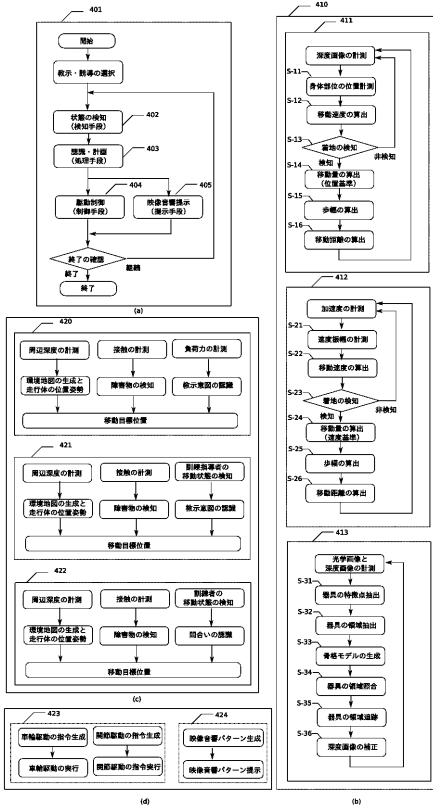 401
開始
教示・誘導の選択
状態の検知
(検知手段)
402
認識・計画
(処理手段)
403
404
405
駆動制御
(制御手段)
映像音響提示
(提示手段)
終了の確認
終了
継続
終了
(a)
410
411
深度画像の計測
S-11
身体部位の位置計測
S-12
移動速度の算出
S-13
着地の検知
検知
非検知
S-14
移動量の算出
(位置基準)
S-15
歩幅の算出
S-16
移動距離の算出
412
加速度の計測
S-21
速度振幅の計測
S-22
移動速度の算出
S-23
着地の検知
検知
非検知
S-24
移動量の算出
(速度基準)
S-25
歩幅の算出
S-26
移動距離の算出
413
光学画像と
深度画像の計測
S-31
器具の特徴点抽出
S-32
器具の領域抽出
S-33
骨格モデルの生成
S-34
器具の領域照合
S-35
器具の領域追跡
S-36
深度画像の補正
(b)
420
周辺深度の計測
接触の計測
負荷力の計測
環境地図の生成と
走行体の位置姿勢
障害物の検知
教示意図の認識
移動目標位置
421
周辺深度の計測
接触の計測
訓練指導者の
移動状態の検知
環境地図の生成と
走行体の位置姿勢
障害物の検知
教示意図の認識
移動目標位置
422
周辺深度の計測
接触の計測
訓練者の
移動状態の検知
環境地図の生成と
走行体の位置姿勢
障害物の検知
間合いの認識
移動目標位置
(c)
423
車輪駆動の指令生成
関節駆動の指令生成
車輪駆動の実行
関節駆動の指令実行
424
映像音響パターン生成
映像音響パターン提示
(d)